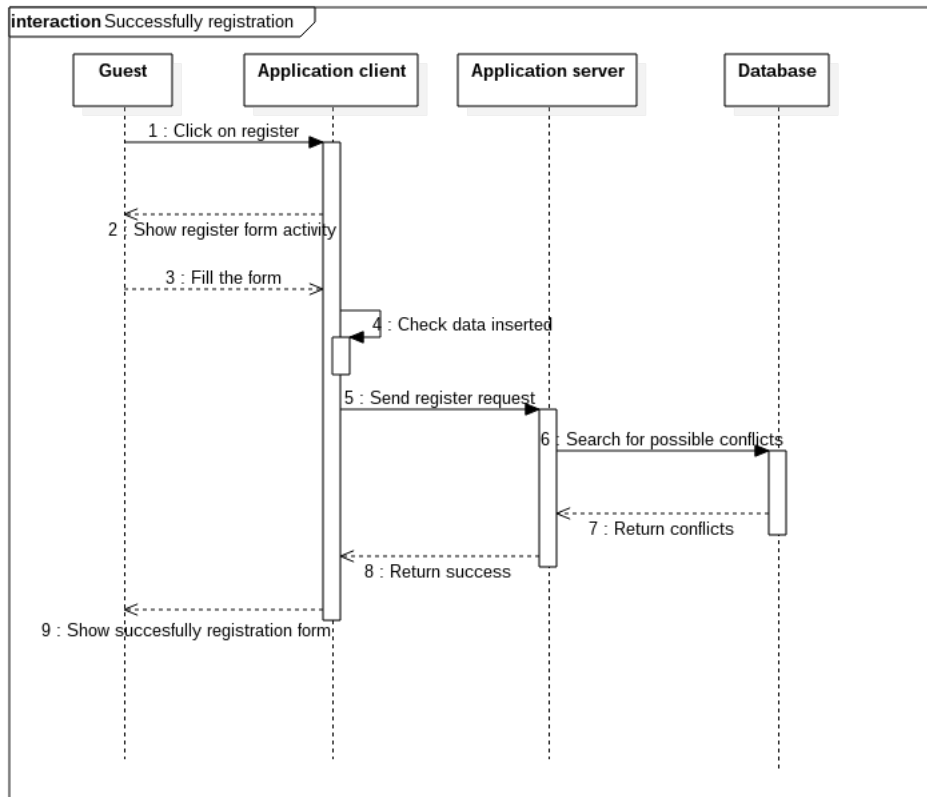 interaction Successfully registration
Guest
Application client
Application server
Database
1 : Click on register
2 : Show register form activity
3 : Fill the form
4 : Check data inserted
5 : Send register request
6 : Search for possible conflicts
7 : Return conflicts
8 : Return success
9 : Show succesfully registration form